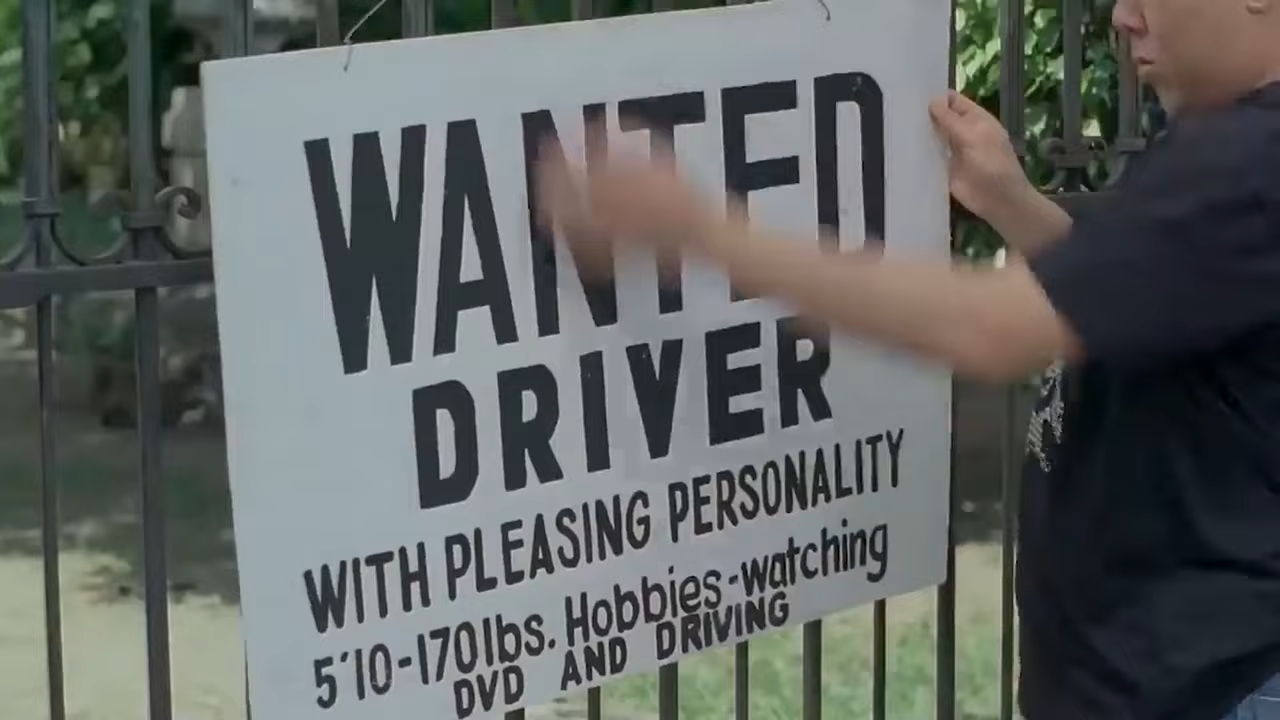 WANTED
DRIVER
WITH PLEASING PERSONALITY
5'10-170lbs. Hobbies-watching
DVD AND DRIVING